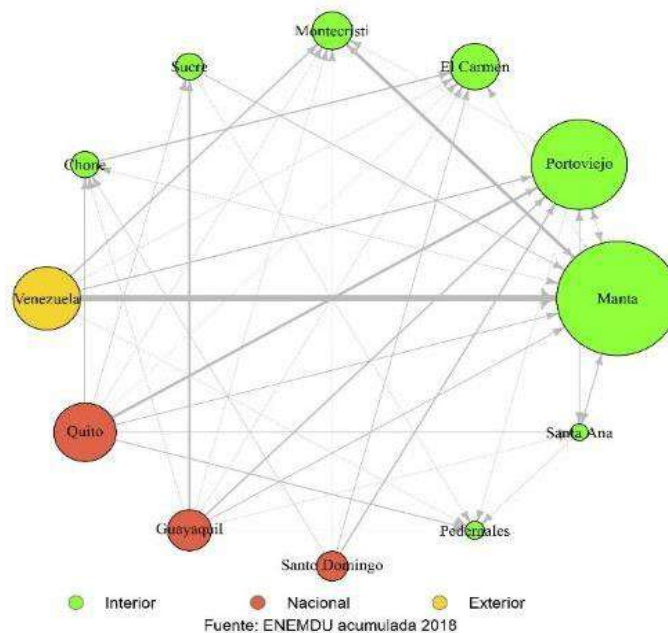 Montecristi
El Carmen
Sucre
Portoviejo
Chone
Venezuela
Manta
Quito
Santa Ana
Guayaquil
Pedernales
Santo Domingo
Interior
Nacional
Exterior
Fuente: ENEMDU acumulada 2018